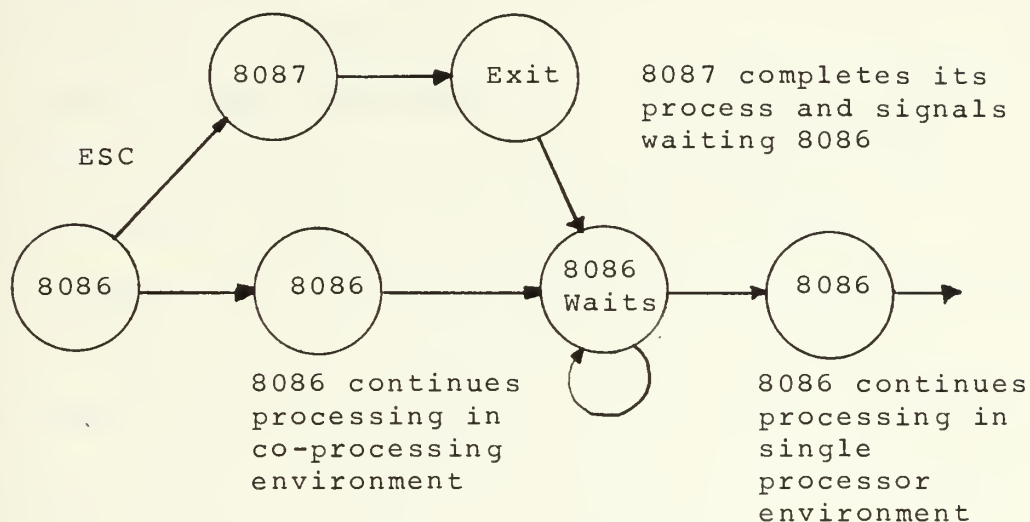 8087
Exit
8087 completes its
process and signals
waiting 8086
ESC
8086
8086
8086
Waits
8086
8086 continues
processing in
co-processing
environment
8086 continues
processing in
single
processor
environment